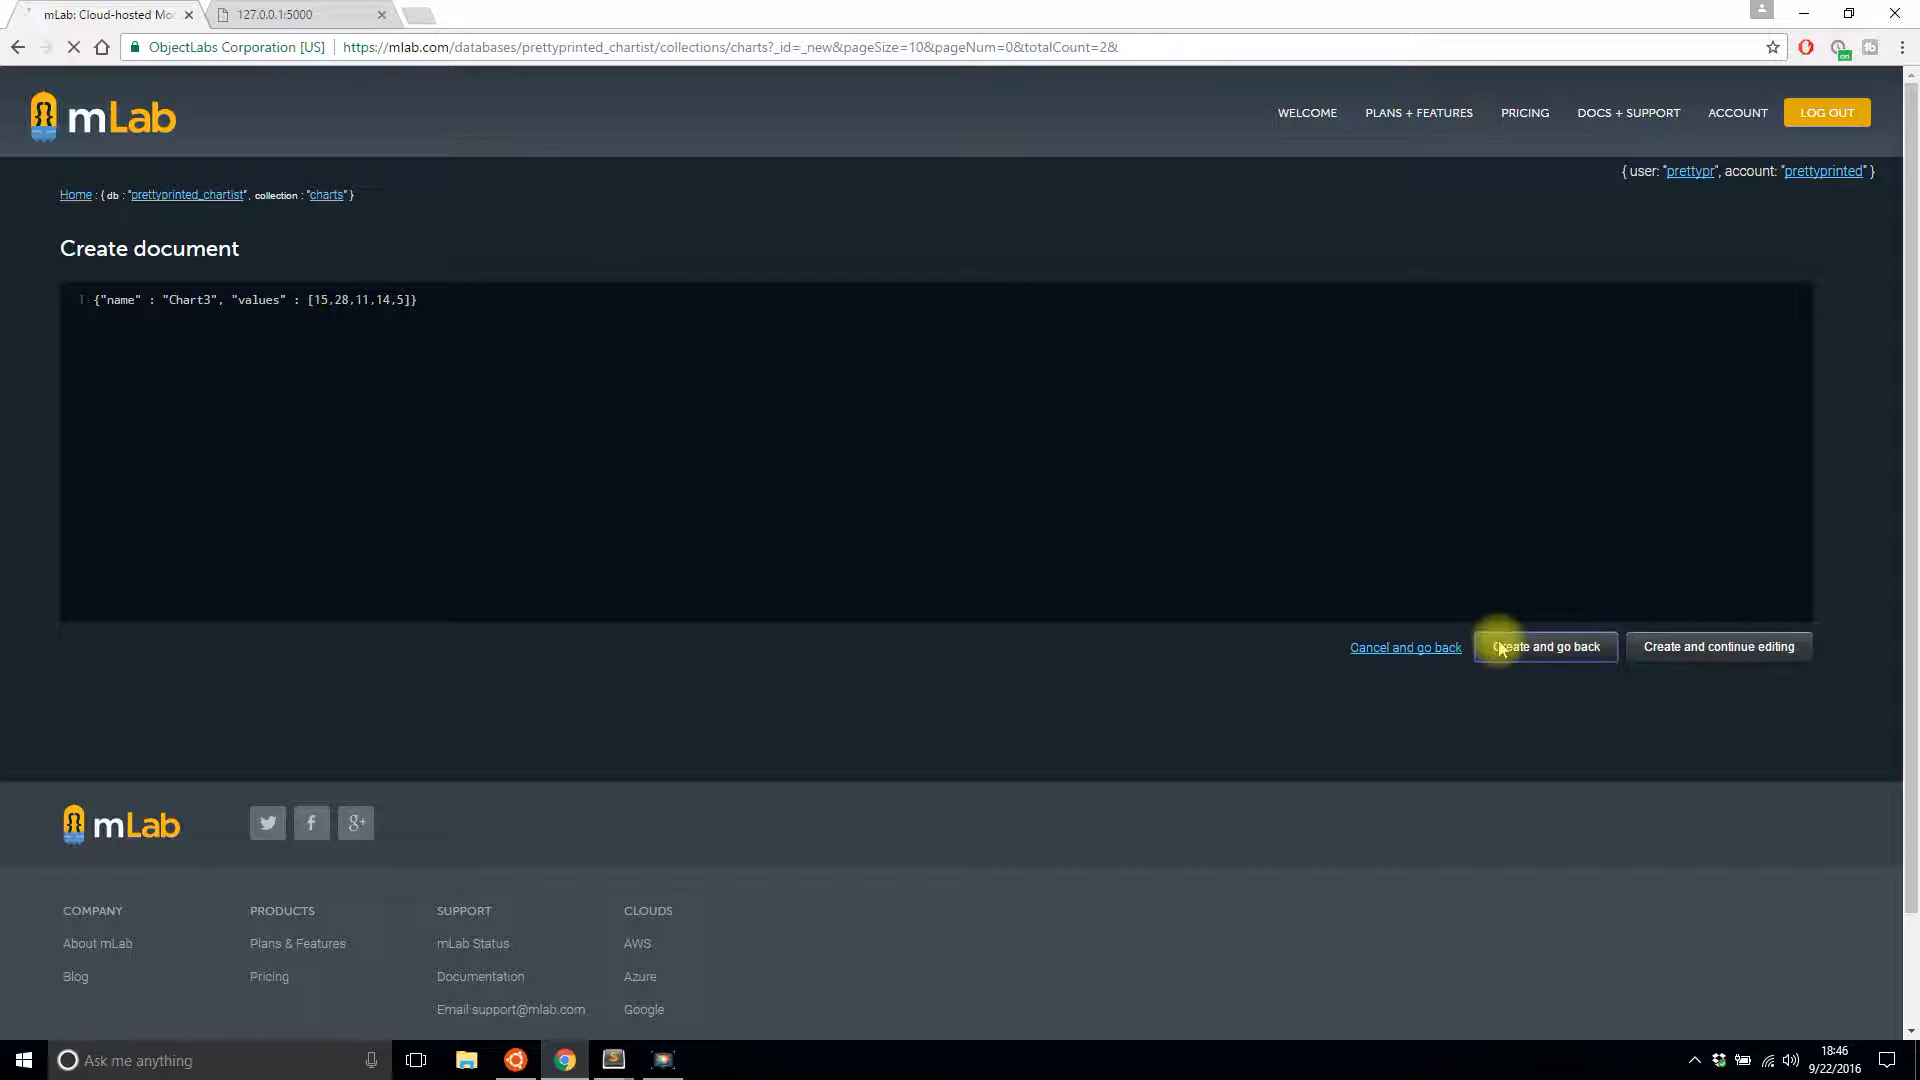 mLab: Cloud-hosted Mo
127.0.0.1:5000
ObjectLabs Corporation [US]
https://mlab.com/databases/prettyprinted_chartist/collections/charts?_id=_new&pageSize=10&pageNum=0&totalCount=2&
mLab
WELCOME
PLANS + FEATURES
PRICING
DOCS + SUPPORT
ACCOUNT
LOG OUT
{ user: "prettypr", account: "prettyprinted" }
Home : { db : "prettyprinted_chartist", collection : "charts" }
Create document
1 {"name" : "Chart3", "values" : [15,28,11,14,5]}
Cancel and go back
Create and go back
Create and continue editing
mLab
COMPANY
About mLab
Blog
PRODUCTS
Plans & Features
Pricing
SUPPORT
mLab Status
Documentation
Email support@mlab.com
CLOUDS
AWS
Azure
Google
Ask me anything
18:46
9/22/2016